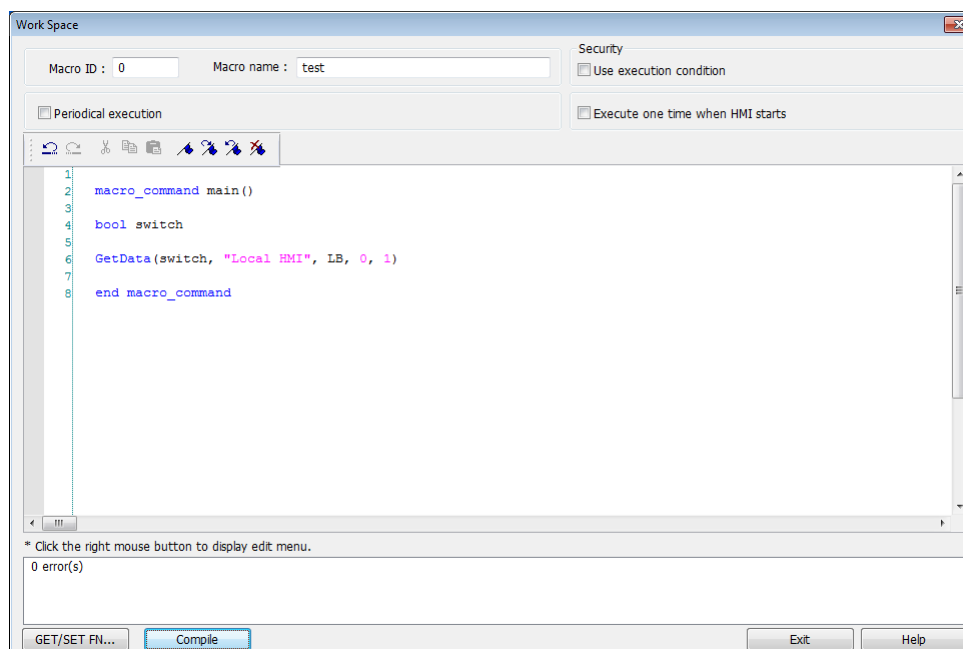 Work Space
Security
Macro ID : 0 Macro name : test
Use execution condition
Periodical execution
Execute one time when HMI starts
1
2 macro_command main()
3
4 bool switch
5
6 GetData(switch, "Local HMI", LB, 0, 1)
7
8 end macro_command
* Click the right mouse button to display edit menu.
0 error(s)
GET/SET FN... Compile Exit Help